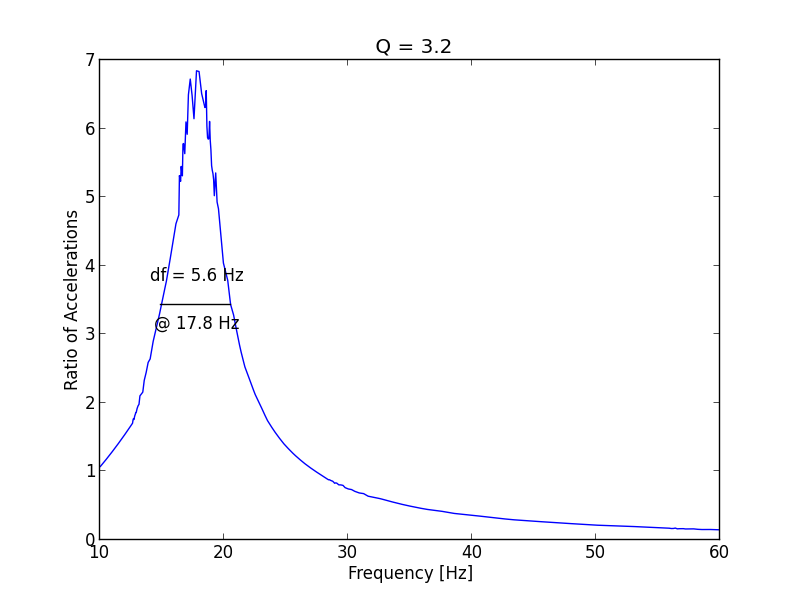 Q = 3.2
7
6
5
4
3
2
1
0
Ratio of Accelerations
df = 5.6 Hz
@ 17.8 Hz
10 20 30 40 50 60
Frequency [Hz]